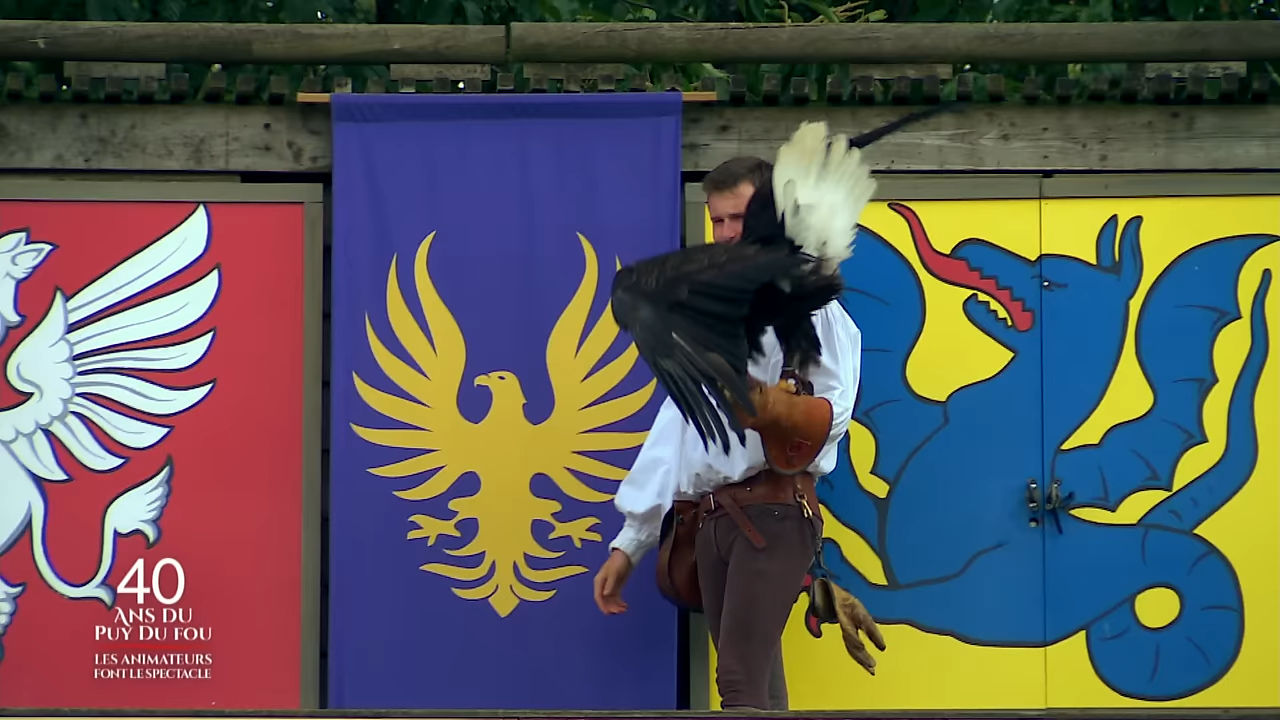 40
ANS DU
PUY DU FOU
LES ANIMATEURS
FONT LE SPECTACLE